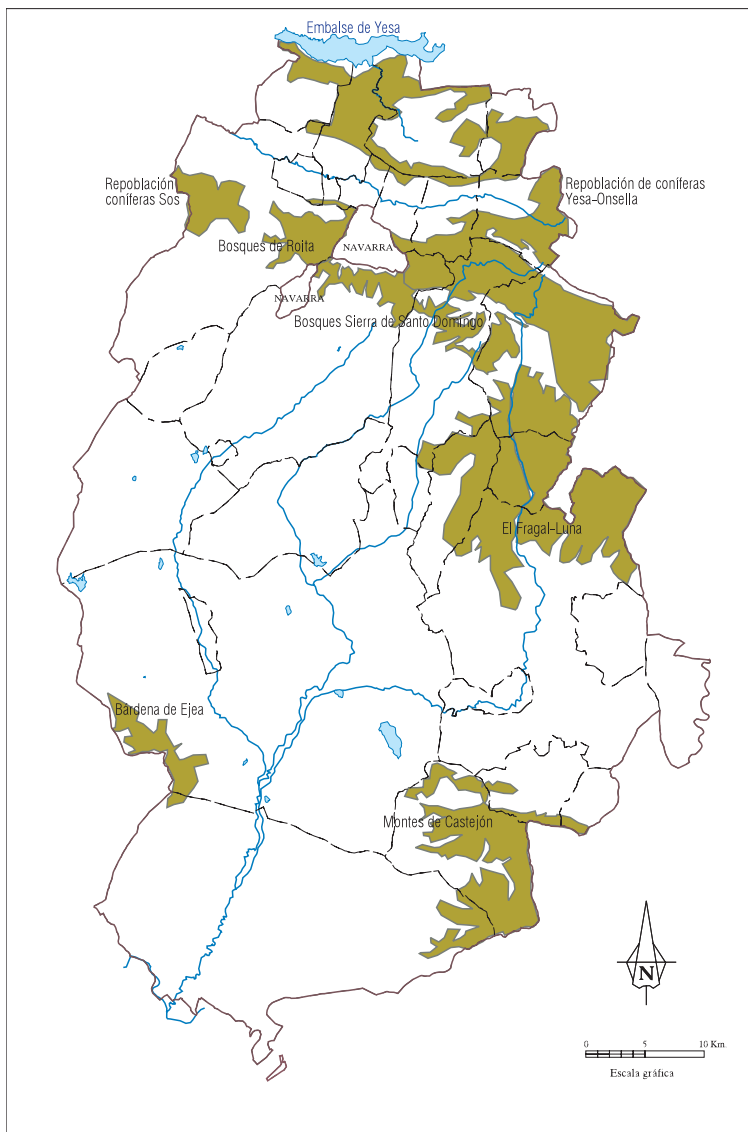 Embalse de Yesa
Repoblación
coníferas Sos
Repoblación de coníferas
Yesa-Onsella
Bosques de Roita
NAVARRA
NAVARRA
Bosques Sierra de Santo Domingo
El Fragal-Luna
Bárdena de Ejea
Montes de Castejón
N
0 5 10 Km.
Escala gráfica